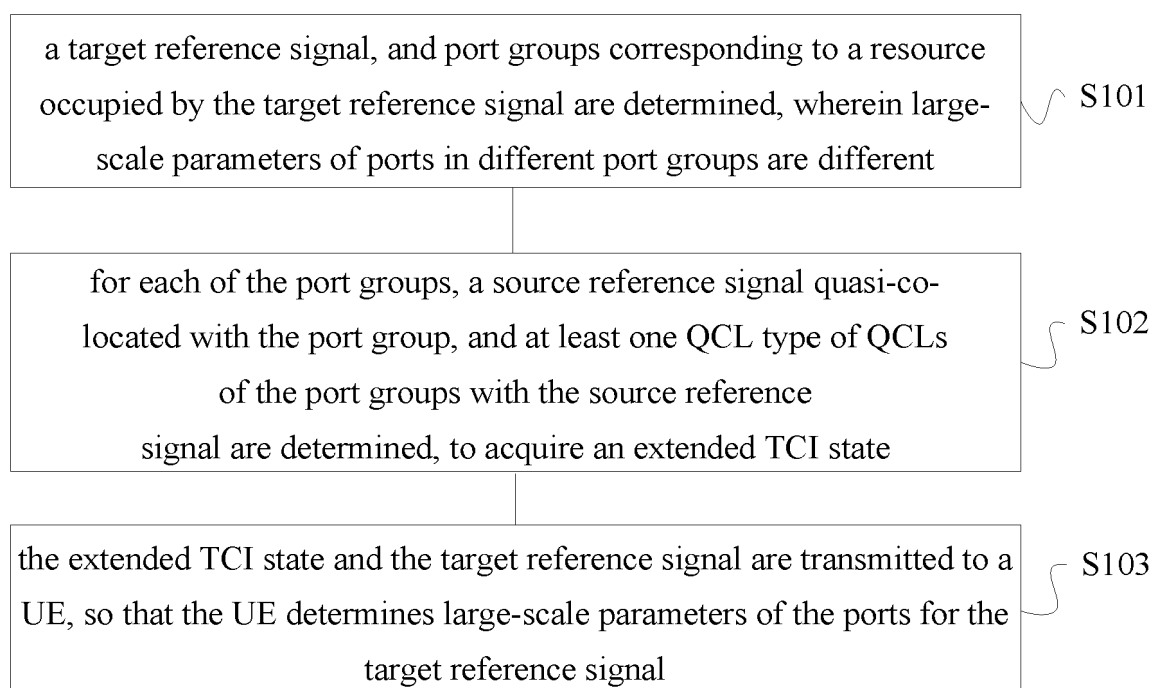 a target reference signal, and port groups corresponding to a resource
occupied by the target reference signal are determined, wherein large-
scale parameters of ports in different port groups are different
S101
for each of the port groups, a source reference signal quasi-co-
located with the port group, and at least one QCL type of QCLs
of the port groups with the source reference
signal are determined, to acquire an extended TCI state
S102
the extended TCI state and the target reference signal are transmitted to a
UE, so that the UE determines large-scale parameters of the ports for the
target reference signal
S103